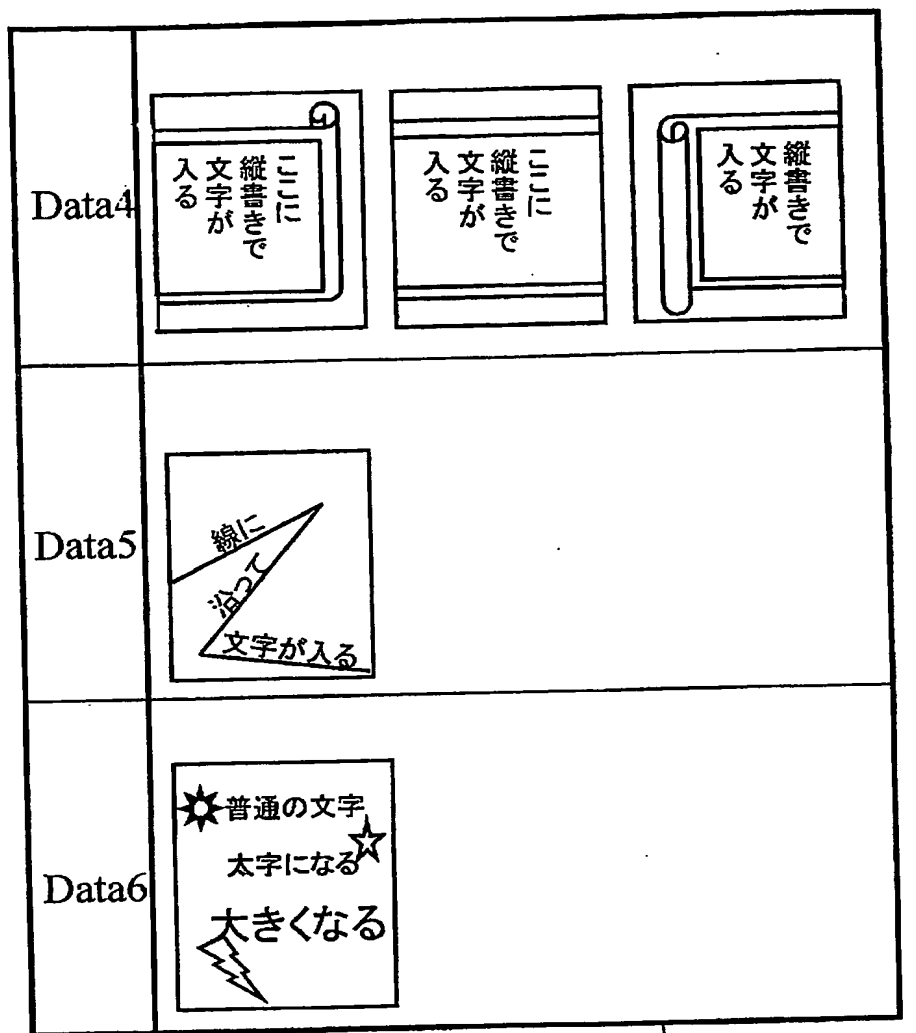 Data4
ここに
縦書きで
文字が
入る
ここに
縦書きで
文字が
入る
縦書きで
文字が
入る
Data5
線に
沿って
文字が入る
Data6
普通の文字
太字になる
大きくなる